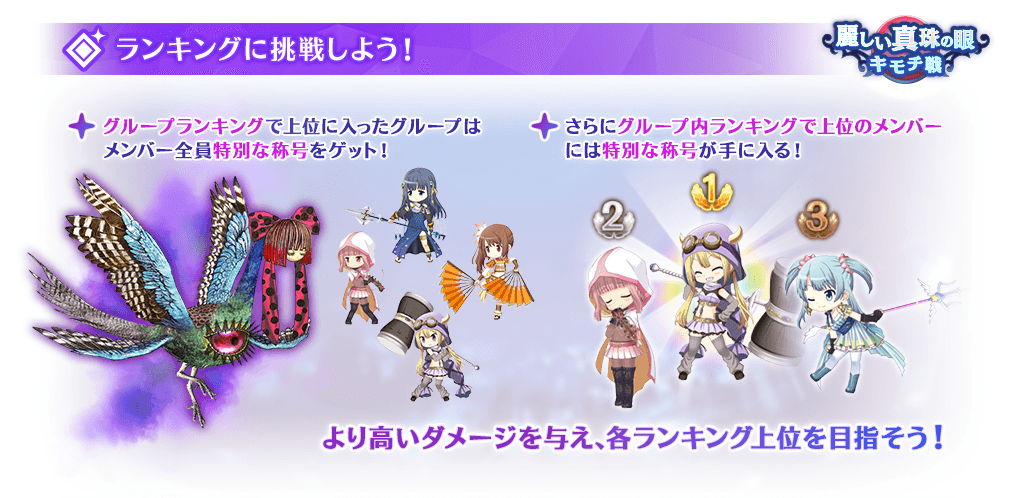 ランキングに挑戦しよう!
麗しい真珠の眼
キモチ戦
グループランキングで上位に入ったグループは
メンバー全員特別な称号をゲット!
さらにグループ内ランキングで上位のメンバー
には特別な称号が手に入る!
1
2
3
より高いダメージを与え、各ランキング上位を目指そう!